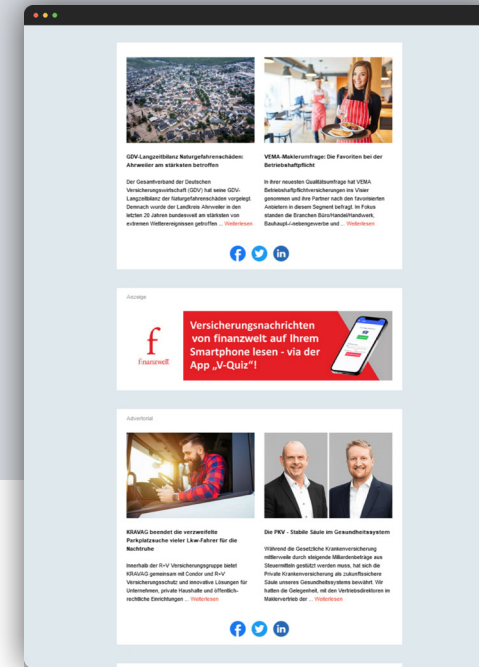 GDV-Langzeitbilanz Naturgefahrenschäden:
Ahrweiler am stärksten betroffen
Der Gesamtverband der Deutschen
Versicherungswirtschaft (GDV) hat seine GDV-
Langzeitbilanz der Naturgefahrenschäden vorgelegt.
Demnach wurde der Landkreis Ahrweiler in den
letzten 20 Jahren bundesweit am stärksten von
extremen Wetterereignissen getroffen ... Weiterlesen
VEMA-Maklerumfrage: Die Favoriten bei der
Betriebshaftpflicht
In ihrer neuesten Qualitätsumfrage hat VEMA
Betriebshaftpflichtversicherungen ins Visier
genommen und ihre Partner nach den favorisierten
Anbietern in diesem Segment befragt. Im Fokus
standen die Branchen Büro/Handel/Handwerk,
Bauhaupt-/-nebengewerbe und ... Weiterlesen
Anzeige
f
finanzwelt
Versicherungsnachrichten
von finanzwelt auf Ihrem
Smartphone lesen - via der
App „V-Quiz"!
Advertorial
KRAVAG beendet die verzweifelte
Parkplatzsuche vieler Lkw-Fahrer für die
Nachtruhe
Innerhalb der R+V Versicherungsgruppe bietet
KRAVAG gemeinsam mit Condor und R+V
Versicherungsschutz und innovative Lösungen für
Unternehmen, private Haushalte und öffentlich-
rechtliche Einrichtungen ... Weiterlesen
Die PKV - Stabile Säule im Gesundheitssystem
Während die Gesetzliche Krankenversicherung
mittlerweile durch steigende Milliardenbeträge aus
Steuermitteln gestützt werden muss, hat sich die
Private Krankenversicherung als zukunftssichere
Säule unseres Gesundheitssystems bewährt. Wir
hatten die Gelegenheit, mit den Vertriebsdirektoren im
Maklervertrieb der ... Weiterlesen